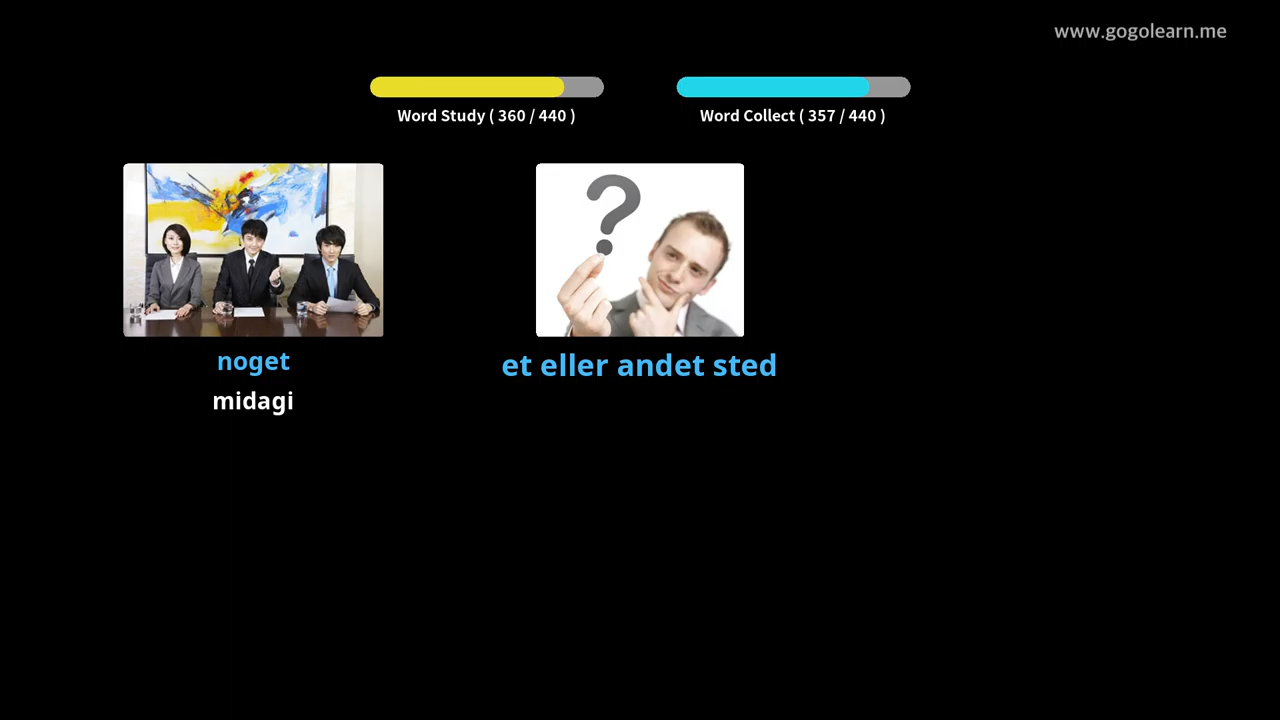 www.gogolearn.me
Word Study ( 360 / 440 )
Word Collect ( 357 / 440 )
noget
midagi
et eller andet sted